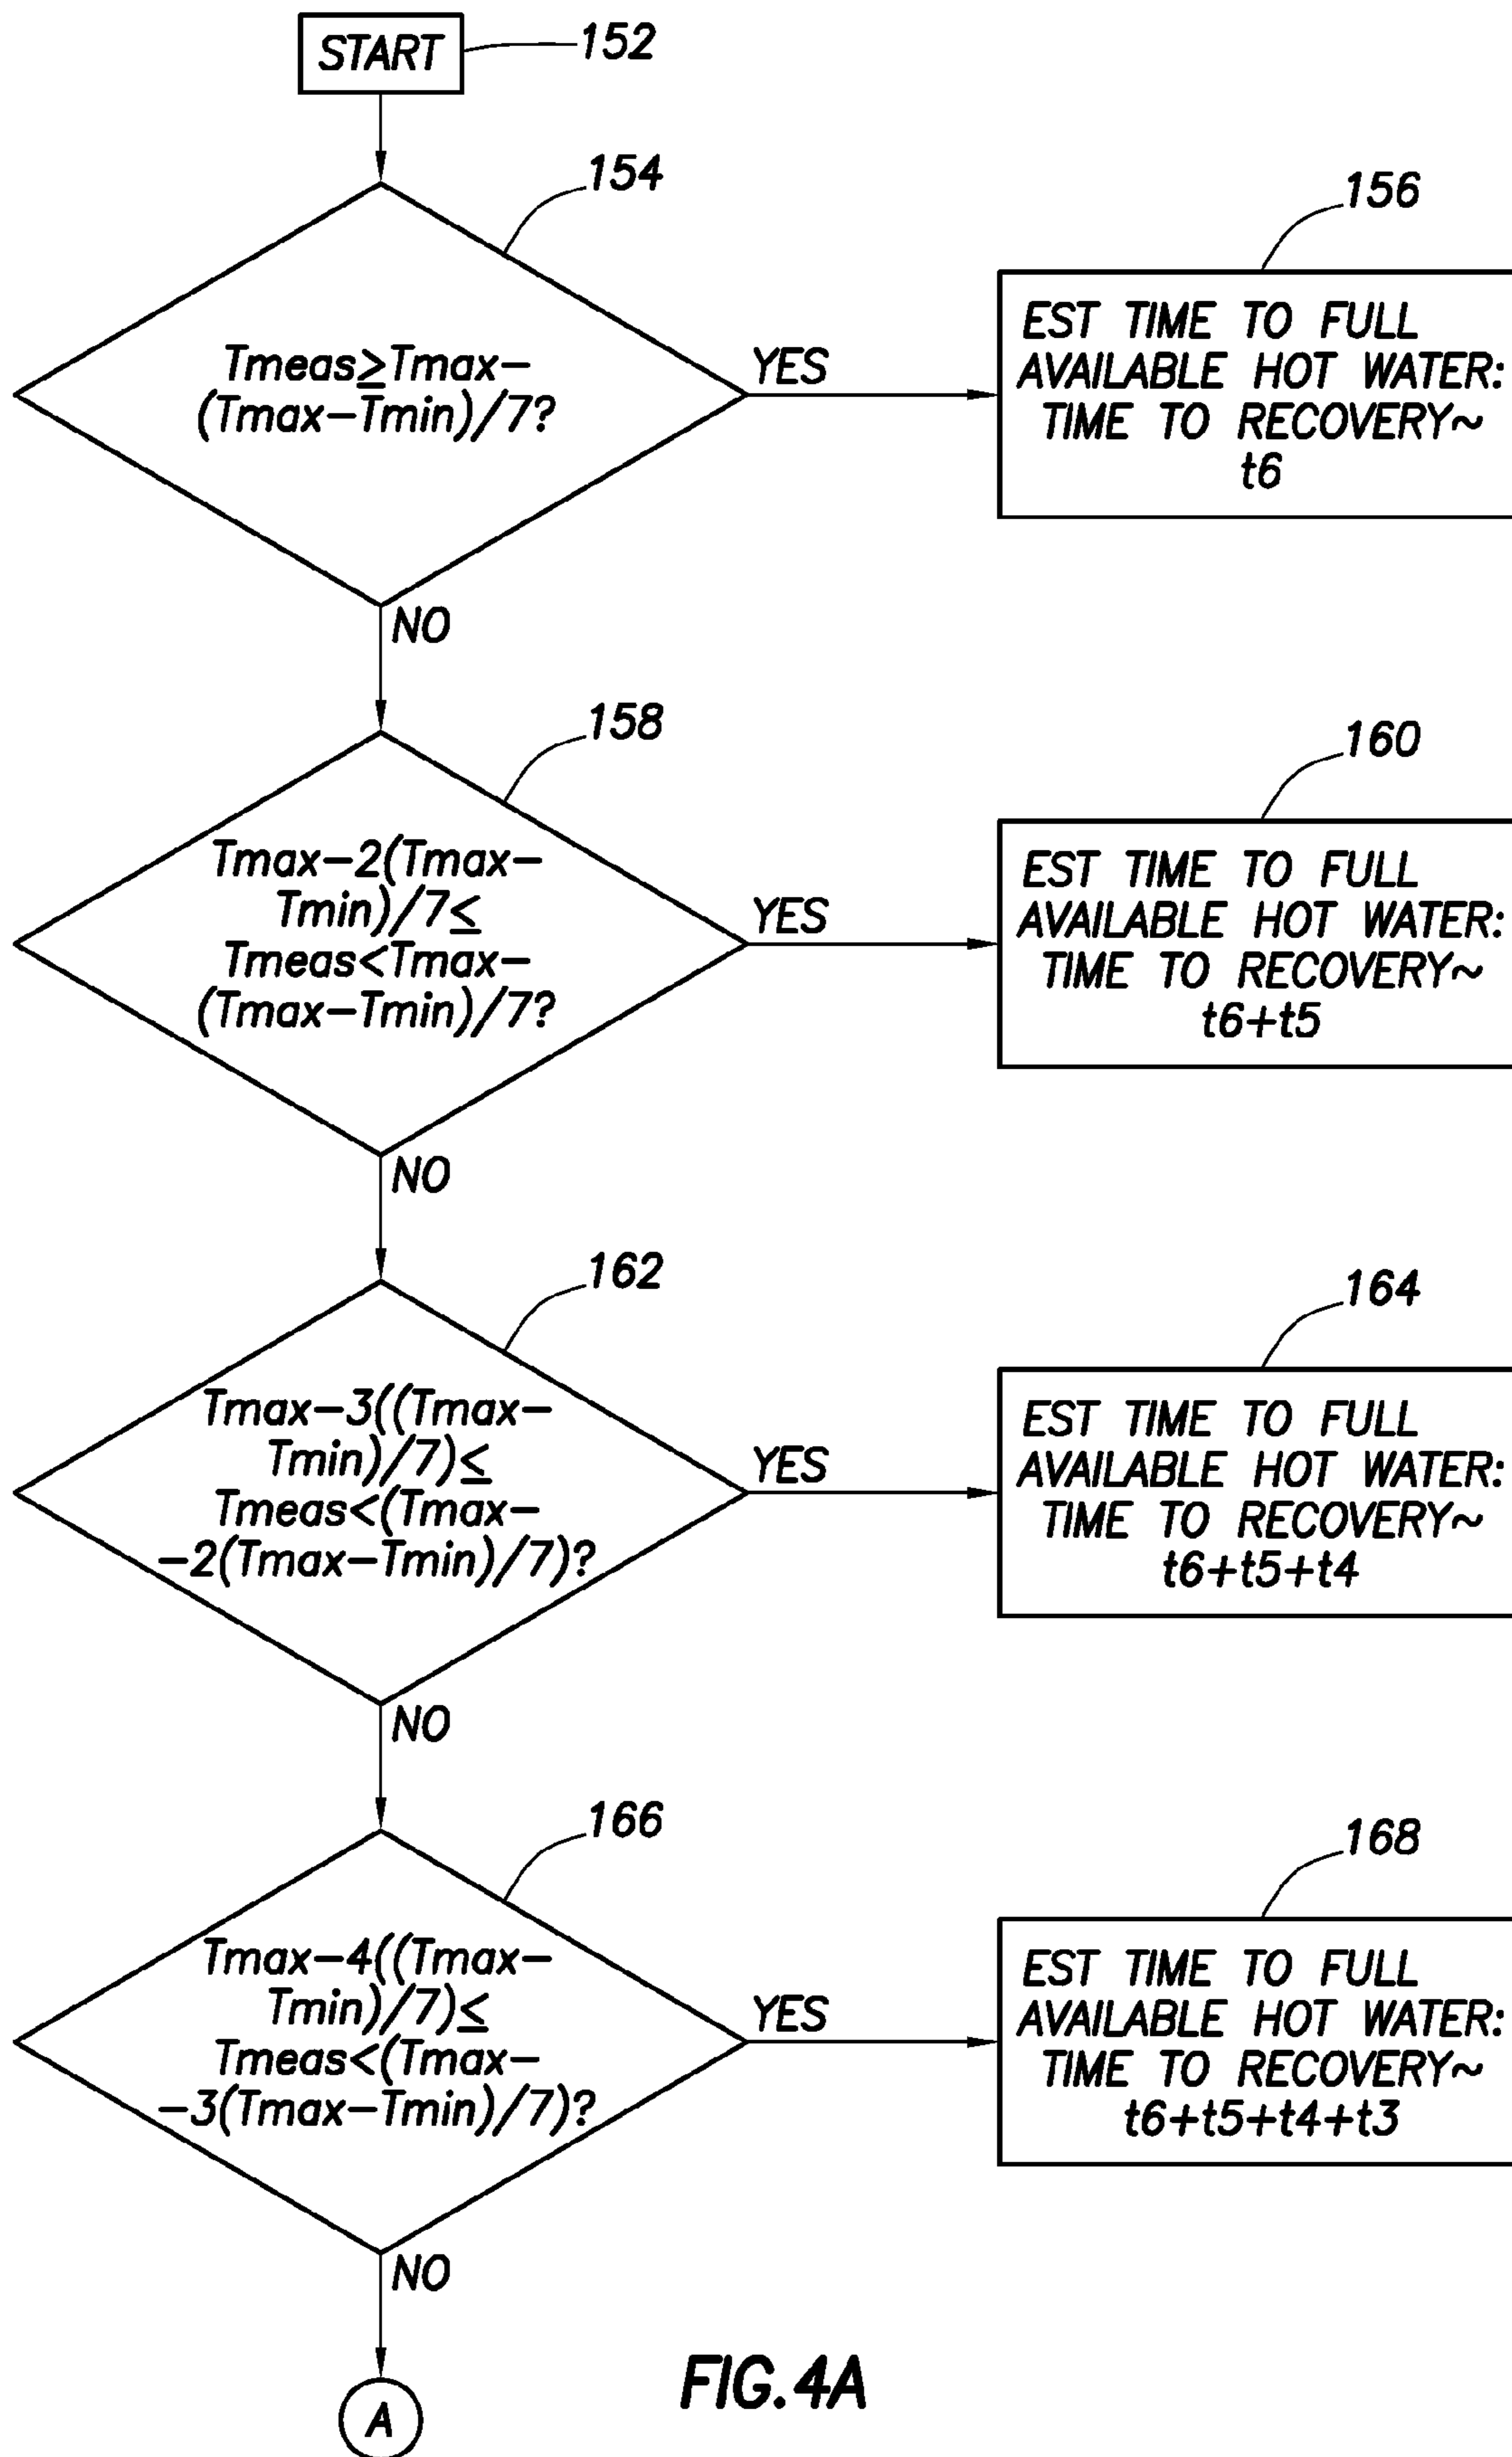 START
152
154
Tmeas≥Tmax−
(Tmax−Tmin)/7?
YES
156
EST TIME TO FULL
AVAILABLE HOT WATER:
TIME TO RECOVERY~
t6
NO
158
Tmax−2(Tmax−
Tmin)/7≤
Tmeas<Tmax−
(Tmax−Tmin)/7?
YES
160
EST TIME TO FULL
AVAILABLE HOT WATER:
TIME TO RECOVERY~
t6+t5
NO
162
Tmax−3((Tmax−
Tmin)/7)≤
Tmeas<(Tmax−
−2(Tmax−Tmin)/7)?
YES
164
EST TIME TO FULL
AVAILABLE HOT WATER:
TIME TO RECOVERY~
t6+t5+t4
NO
166
Tmax−4((Tmax−
Tmin)/7)≤
Tmeas<(Tmax−
−3(Tmax−Tmin)/7)?
YES
168
EST TIME TO FULL
AVAILABLE HOT WATER:
TIME TO RECOVERY~
t6+t5+t4+t3
NO
A
FIG.4A